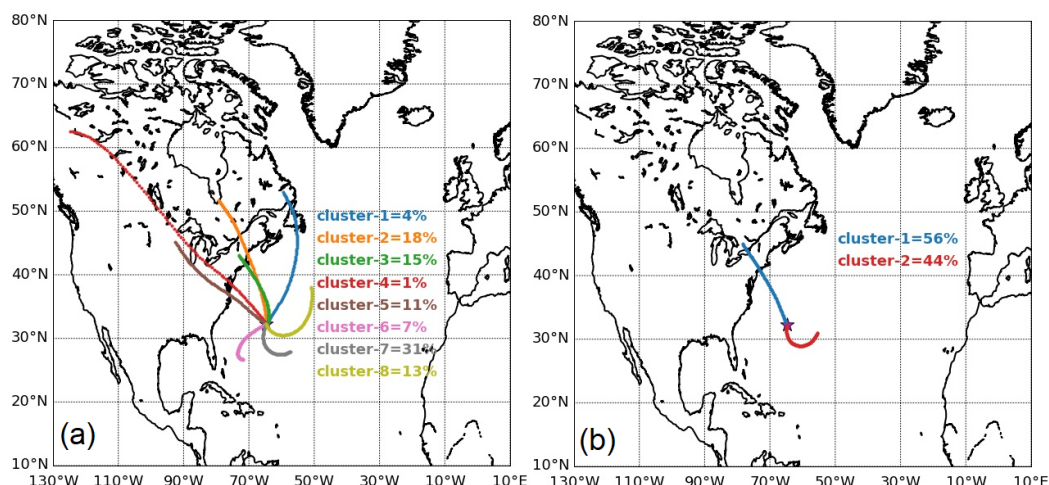 80°N
70°N
60°N
50°N
40°N
30°N
20°N
10°N
130°W 110°W 90°W 70°W 50°W 30°W 10°W 10°E
cluster-1=4%
cluster-2=18%
cluster-3=15%
cluster-4=1%
cluster-5=11%
cluster-6=7%
cluster-7=31%
cluster-8=13%
(a)
80°N
70°N
60°N
50°N
40°N
30°N
20°N
10°N
130°W 110°W 90°W 70°W 50°W 30°W 10°W 10°E
cluster-1=56%
cluster-2=44%
(b)